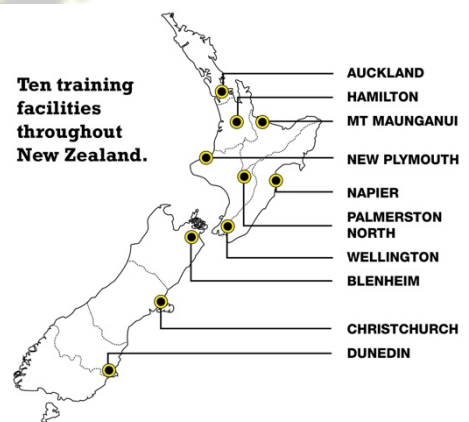 Ten training
facilities
throughout
New Zealand.
AUCKLAND
HAMILTON
MT MAUNGANUI
NEW PLYMOUTH
NAPIER
PALMERSTON
NORTH
WELLINGTON
BLENHEIM
CHRISTCHURCH
DUNEDIN